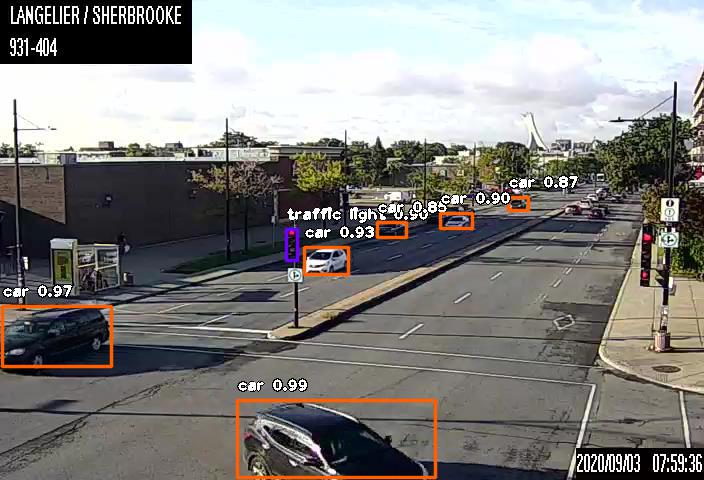 LANGELIER / SHERBROOKE
931-404
car 0.87
car 0.90
car 0.85
traffic light 0.90
car 0.93
car 0.97
car 0.99
2020/09/03 07:59:36